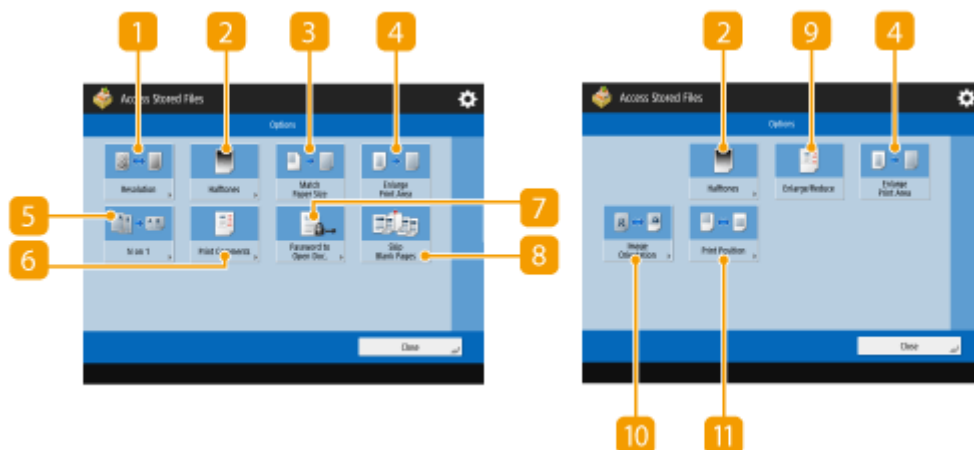 1 2 3 4
Access Stored Files
Options
Resolution
Halftones
Match
Paper Size
Enlarge
Print Area
5
N on 1
6
Print Comments
7
Password to
Open Doc.
8
Skip
Blank Pages
Close
2 9 4
Access Stored Files
Options
Halftones
Enlarge/Reduce
Enlarge
Print Area
Image
Orientation
Print Position
Close
10 11